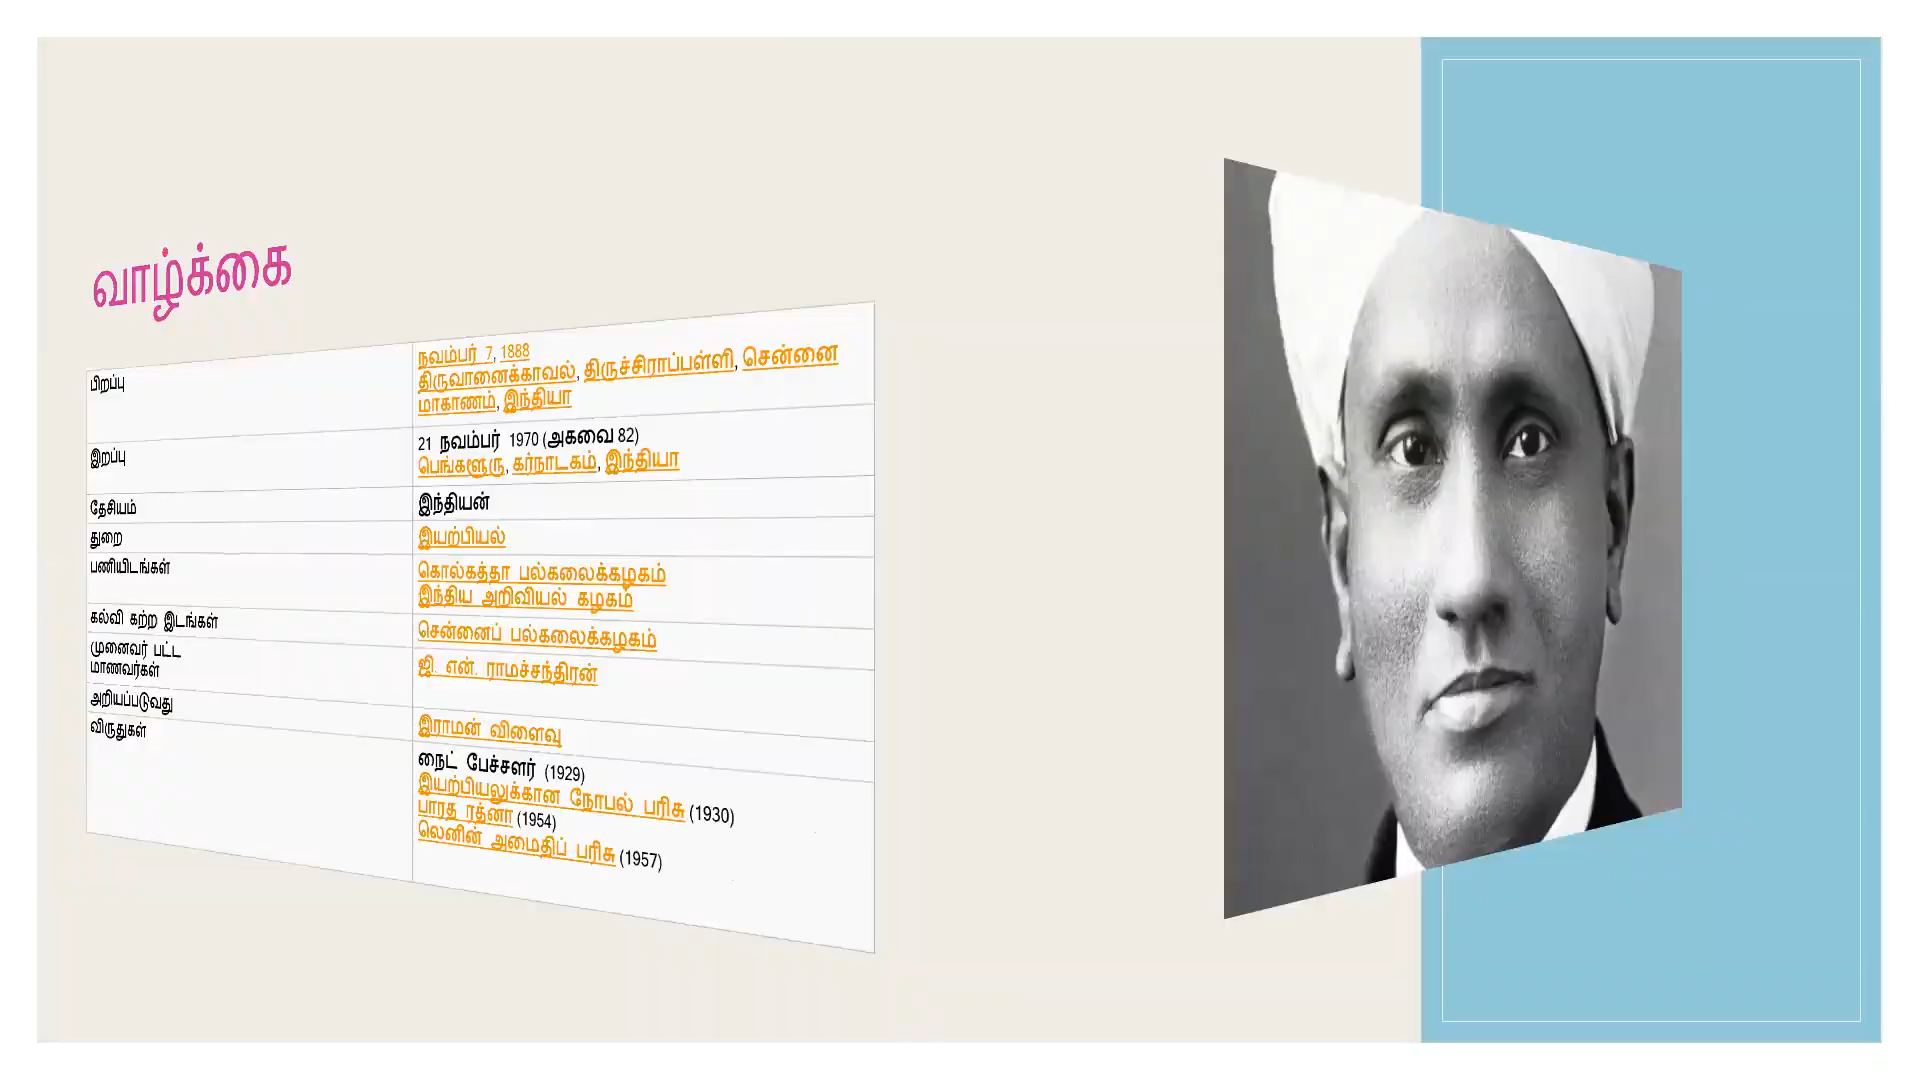 வாழ்க்கை
பிறப்பு
நவம்பர் 7, 1888
திருவானைக்காவல், திருச்சிராப்பள்ளி, சென்னை
மாகாணம், இந்தியா
இறப்பு
21 நவம்பர் 1970 (அகவை 82)
பெங்களூரு, கர்நாடகம், இந்தியா
தேசியம்
இந்தியன்
துறை
இயற்பியல்
பணியிடங்கள்
கொல்கத்தா பல்கலைக்கழகம்
இந்திய அறிவியல் கழகம்
கல்வி கற்ற இடங்கள்
சென்னைப் பல்கலைக்கழகம்
முனைவர் பட்ட
மாணவர்கள்
ஜி. என். ராமச்சந்திரன்
அறியப்படுவது
இராமன் விளைவு
விருதுகள்
நைட் பேச்சளர் (1929)
இயற்பியலுக்கான நோபல் பரிசு (1930)
பாரத ரத்னா (1954)
லெனின் அமைதிப் பரிசு (1957)